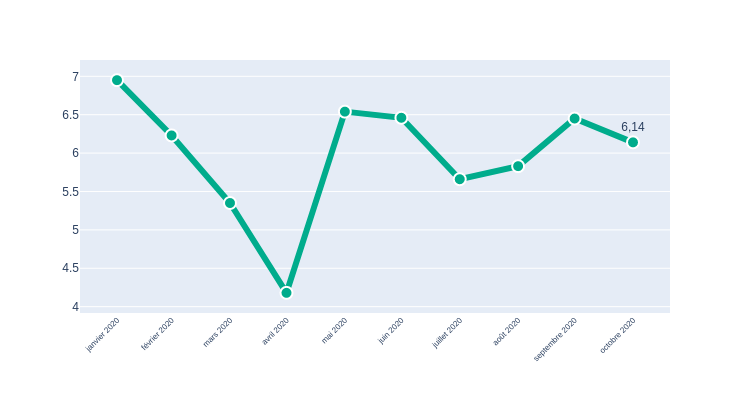 7
6.5
6
5.5
5
4.5
4
6,14
janvier 2020
février 2020
mars 2020
avril 2020
mai 2020
juin 2020
juillet 2020
août 2020
septembre 2020
octobre 2020